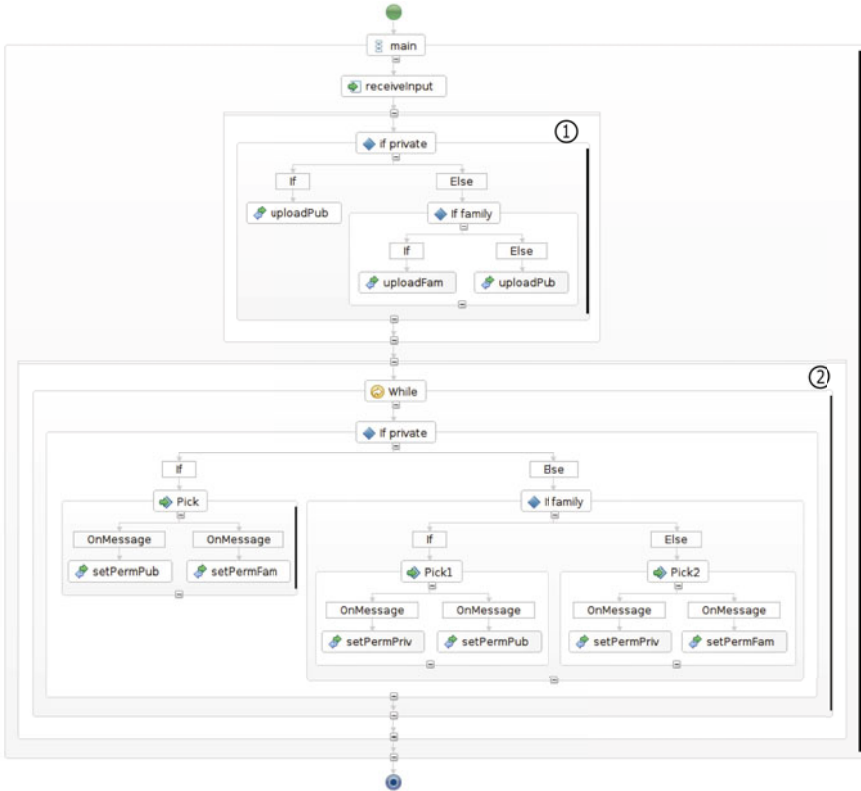 main
receiveInput
①
if private
If
Else
uploadPub
If family
If
Else
uploadFam
uploadPub
②
While
If private
If
Else
Pick
If family
OnMessage
OnMessage
If
Else
setPermPub
setPermFam
Pick1
Pick2
OnMessage
OnMessage
OnMessage
OnMessage
setPermPriv
setPermPub
setPermPriv
setPermFam